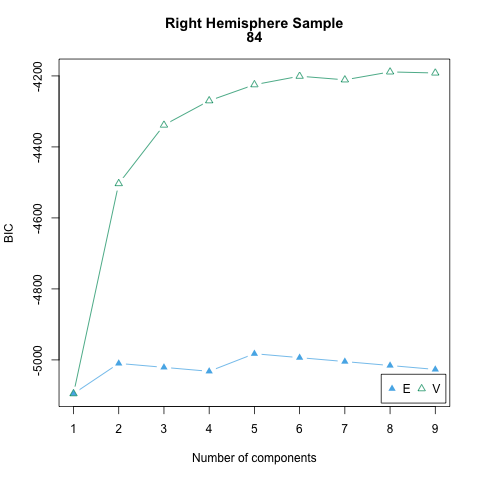 Right Hemisphere Sample
84
BIC
-4200
-4400
-4600
-4800
-5000
E V
1 2 3 4 5 6 7 8 9
Number of components